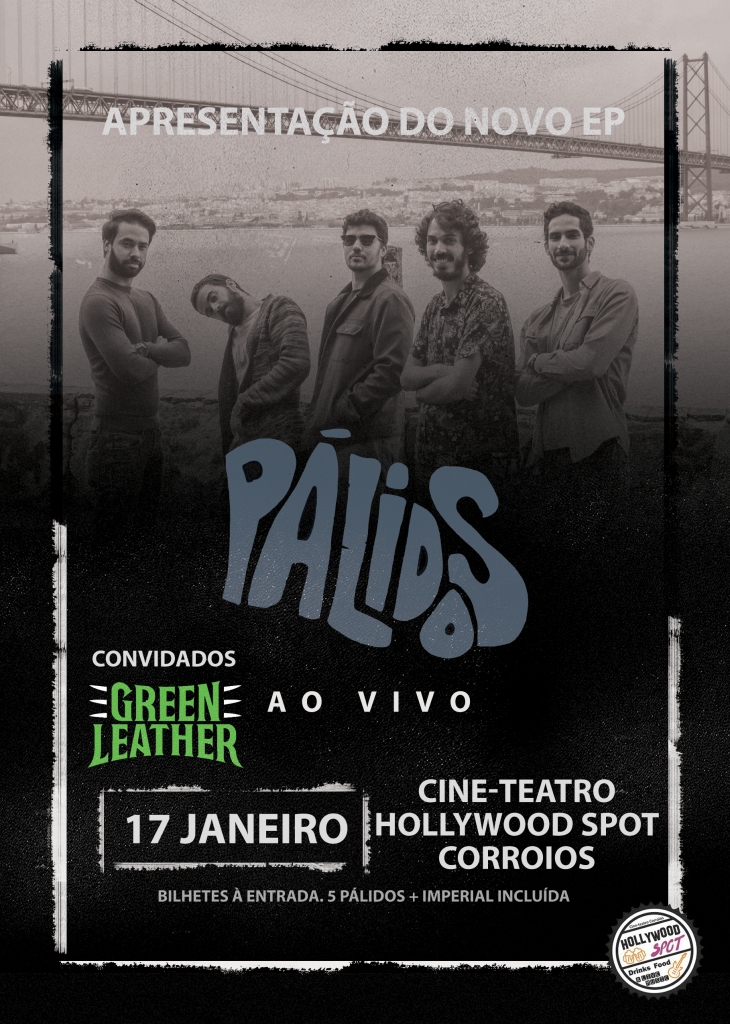 APRESENTAÇÃO DO NOVO EP
PÁLIDOS
CONVIDADOS
GREEN
LEATHER
AO VIVO
17 JANEIRO
CINE-TEATRO
HOLLYWOOD SPOT
CORROIOS
BILHETES À ENTRADA. 5 PÁLIDOS + IMPERIAL INCLUÍDA
HOLLYWOOD
SPOT
Drinks Food